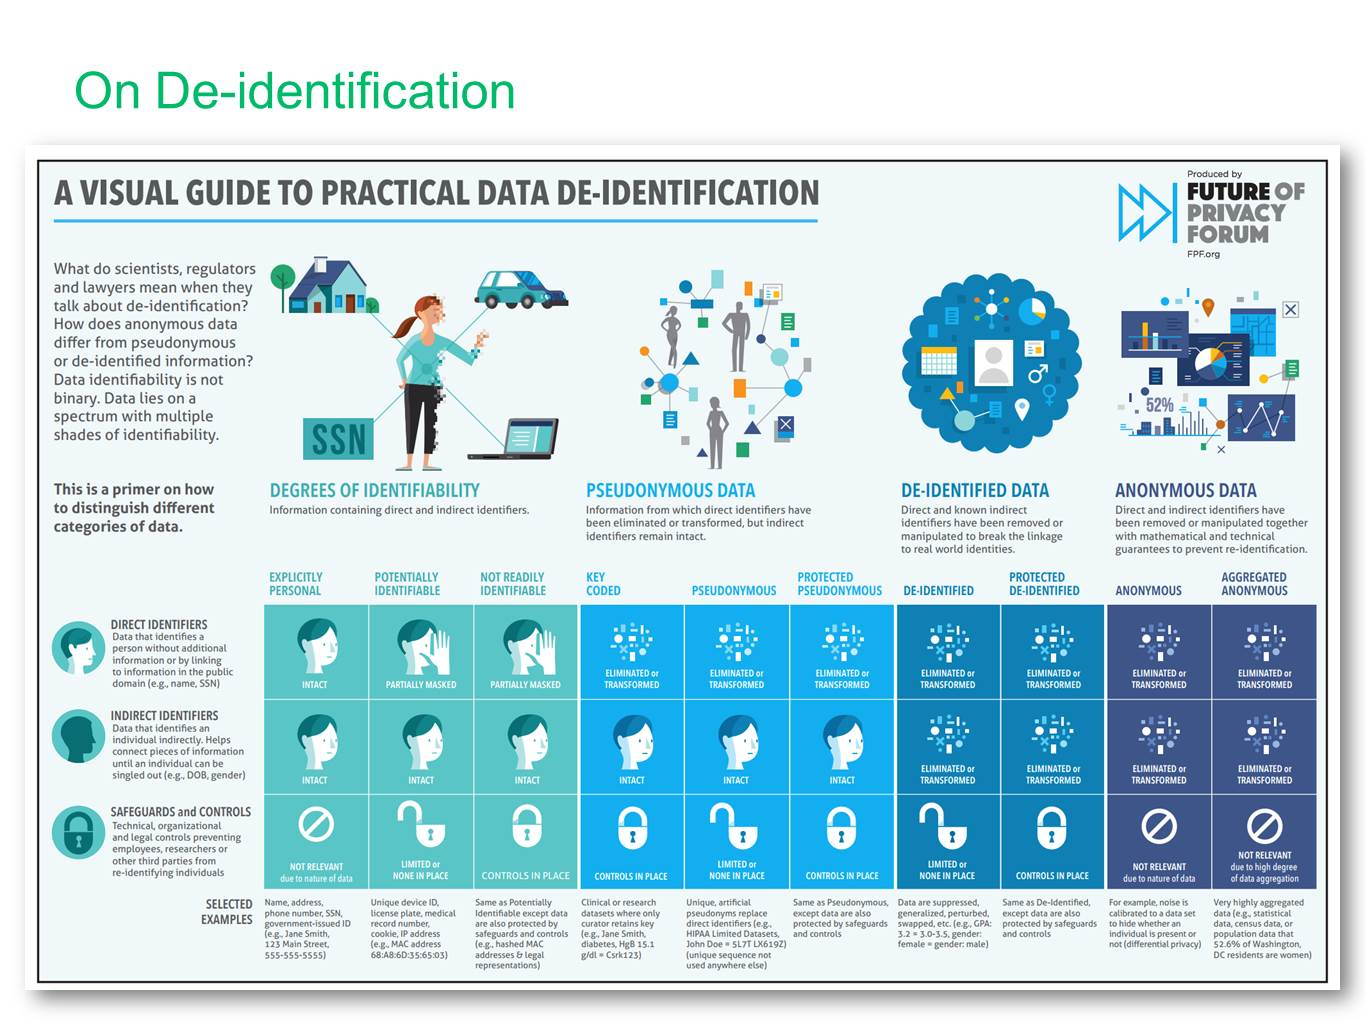 On De-identification
A VISUAL GUIDE TO PRACTICAL DATA DE-IDENTIFICATION
Produced by
FUTURE OF
PRIVACY
FORUM
FPF.org
What do scientists, regulators
and lawyers mean when they
talk about de-identification?
How does anonymous data
differ from pseudonymous
or de-identified information?
Data identifiability is not
binary. Data lies on a
spectrum with multiple
shades of identifiability.
This is a primer on how
to distinguish different
categories of data.
SSN
52%
DEGREES OF IDENTIFIABILITY
Information containing direct and indirect identifiers.
PSEUDONYMOUS DATA
Information from which direct identifiers have
been eliminated or transformed, but indirect
identifiers remain intact.
DE-IDENTIFIED DATA
Direct and known indirect
identifiers have been removed or
manipulated to break the linkage
to real world identities.
ANONYMOUS DATA
Direct and indirect identifiers have
been removed or manipulated together
with mathematical and technical
guarantees to prevent re-identification.
EXPLICITLY
PERSONAL
POTENTIALLY
IDENTIFIABLE
NOT READILY
IDENTIFIABLE
KEY
CODED
PSEUDONYMOUS
PROTECTED
PSEUDONYMOUS
DE-IDENTIFIED
PROTECTED
DE-IDENTIFIED
ANONYMOUS
AGGREGATED
ANONYMOUS
DIRECT IDENTIFIERS
Data that identifies a
person without additional
information or by linking
to information in the public
domain (e.g., name, SSN)
INTACT
PARTIALLY MASKED
PARTIALLY MASKED
ELIMINATED or
TRANSFORMED
ELIMINATED or
TRANSFORMED
ELIMINATED or
TRANSFORMED
ELIMINATED or
TRANSFORMED
ELIMINATED or
TRANSFORMED
ELIMINATED or
TRANSFORMED
ELIMINATED or
TRANSFORMED
INDIRECT IDENTIFIERS
Data that identifies an
individual indirectly. Helps
connect pieces of information
until an individual can be
singled out (e.g., DOB, gender)
INTACT
INTACT
INTACT
INTACT
INTACT
INTACT
ELIMINATED or
TRANSFORMED
ELIMINATED or
TRANSFORMED
ELIMINATED or
TRANSFORMED
ELIMINATED or
TRANSFORMED
SAFEGUARDS and CONTROLS
Technical, organizational
and legal controls preventing
employees, researchers or
other third parties from
re-identifying individuals
NOT RELEVANT
due to nature of data
LIMITED or
NONE IN PLACE
CONTROLS IN PLACE
CONTROLS IN PLACE
LIMITED or
NONE IN PLACE
CONTROLS IN PLACE
LIMITED or
NONE IN PLACE
CONTROLS IN PLACE
NOT RELEVANT
due to nature of data
NOT RELEVANT
due to high degree
of data aggregation
SELECTED
EXAMPLES
Name, address,
phone number, SSN,
government-issued ID
(e.g., Jane Smith,
123 Main Street,
555-555-5555)
Unique device ID,
license plate, medical
record number,
cookie, IP address
(e.g., MAC address
68:A8:6D:35:65:03)
Same as Potentially
Identifiable except data
are also protected by
safeguards and controls
(e.g., hashed MAC
addresses & legal
representations)
Clinical or research
datasets where only
curator retains key
(e.g., Jane Smith,
diabetes, HgB 15.1
g/dl = Csrk123)
Unique, artificial
pseudonyms replace
direct identifiers (e.g.,
HIPAA Limited Datasets,
John Doe = 5L7T LX619Z)
(unique sequence not
used anywhere else)
Same as Pseudonymous,
except data are also
protected by safeguards
and controls
Data are suppressed,
generalized, perturbed,
swapped, etc. (e.g., GPA:
3.2 = 3.0-3.5, gender:
female = gender: male)
Same as De-Identified,
except data are also
protected by safeguards
and controls
For example, noise is
calibrated to a data set
to hide whether an
individual is present or
not (differential privacy)
Very highly aggregated
data (e.g., statistical
data, census data, or
population data that
52.6% of Washington,
DC residents are women)